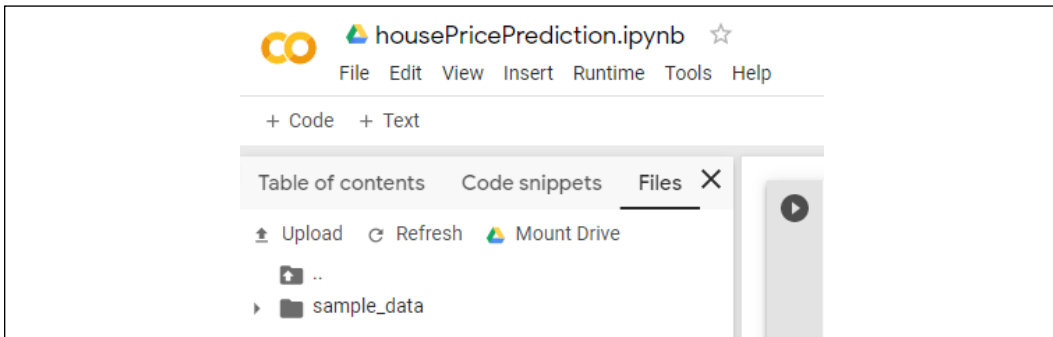 CO housePricePrediction.ipynb
File Edit View Insert Runtime Tools Help
+ Code + Text
Table of contents Code snippets Files
Upload Refresh Mount Drive
..
sample_data